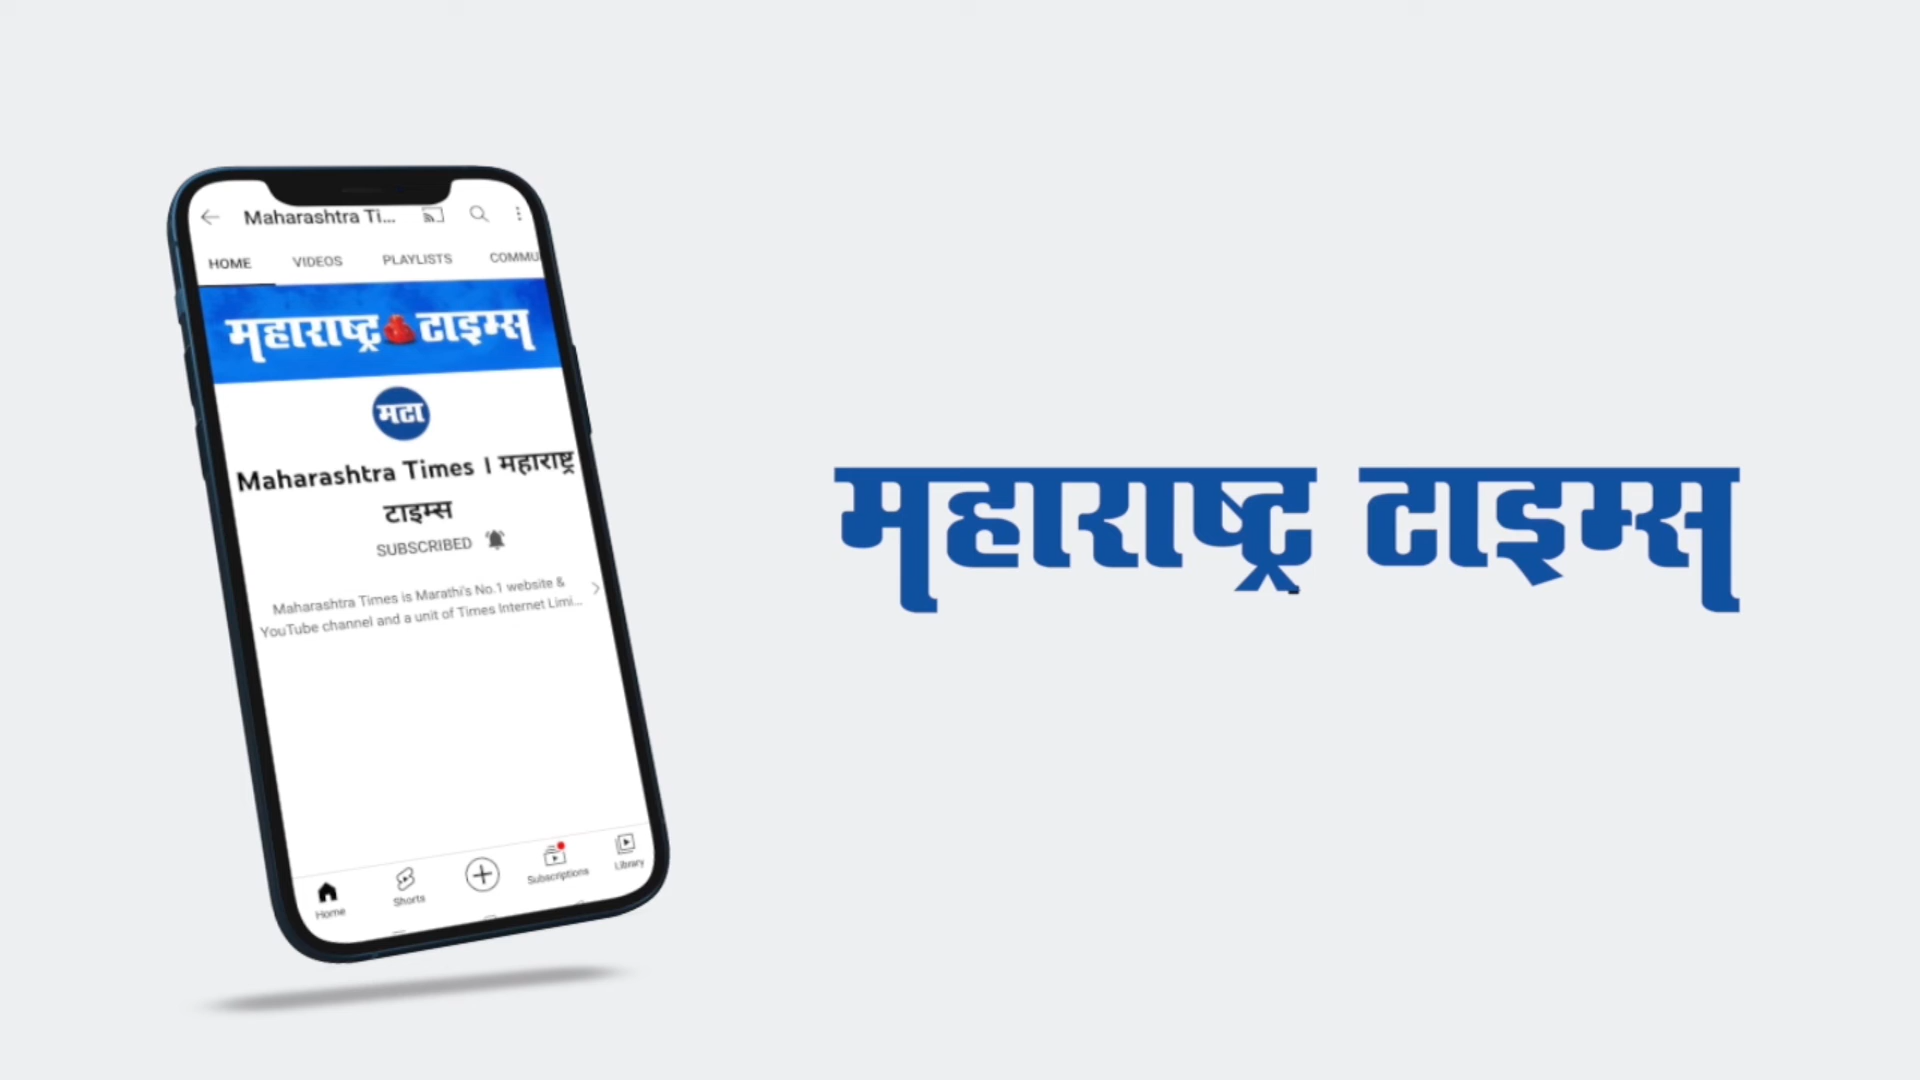 Maharashtra Ti...
HOME VIDEOS PLAYLISTS COMMU
महाराष्ट्र टाइम्स
मटा
Maharashtra Times । महाराष्ट्र
टाइम्स
SUBSCRIBED
Maharashtra Times is Marathi's No.1 website &
YouTube channel and a unit of Times Internet Limi...
Home Shorts Subscriptions Library
महाराष्ट्र टाइम्स